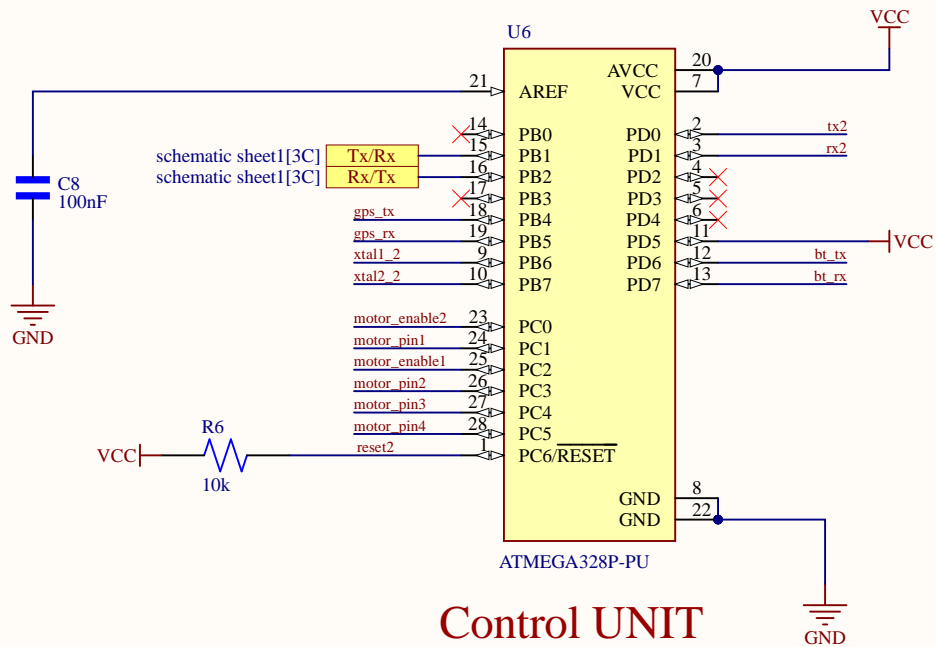 VCC
U6
21 AREF
AVCC 20
VCC 7
14 PB0
PD0 2 tx2
schematic sheet1[3C] Tx/Rx 15 PB1
PD1 3 rx2
schematic sheet1[3C] Rx/Tx 16 PB2
PD2 4
17 PB3
PD3 5
gps_tx 18 PB4
PD4 6
gps_rx 19 PB5
PD5 11 VCC
xtal1_2 9 PB6
PD6 12 bt_tx
xtal2_2 10 PB7
PD7 13 bt_rx
C8
100nF
GND
motor_enable2 23 PC0
motor_pin1 24 PC1
motor_enable1 25 PC2
motor_pin2 26 PC3
motor_pin3 27 PC4
motor_pin4 28 PC5
R6
VCC reset2 1 PC6/RESET
10k
GND 8
GND 22
ATMEGA328P-PU
Control UNIT
GND